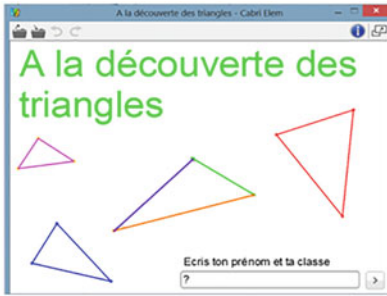 A la découverte des triangles - Cabri Elem
A la découverte des
triangles
Ecris ton prénom et ta classe
?